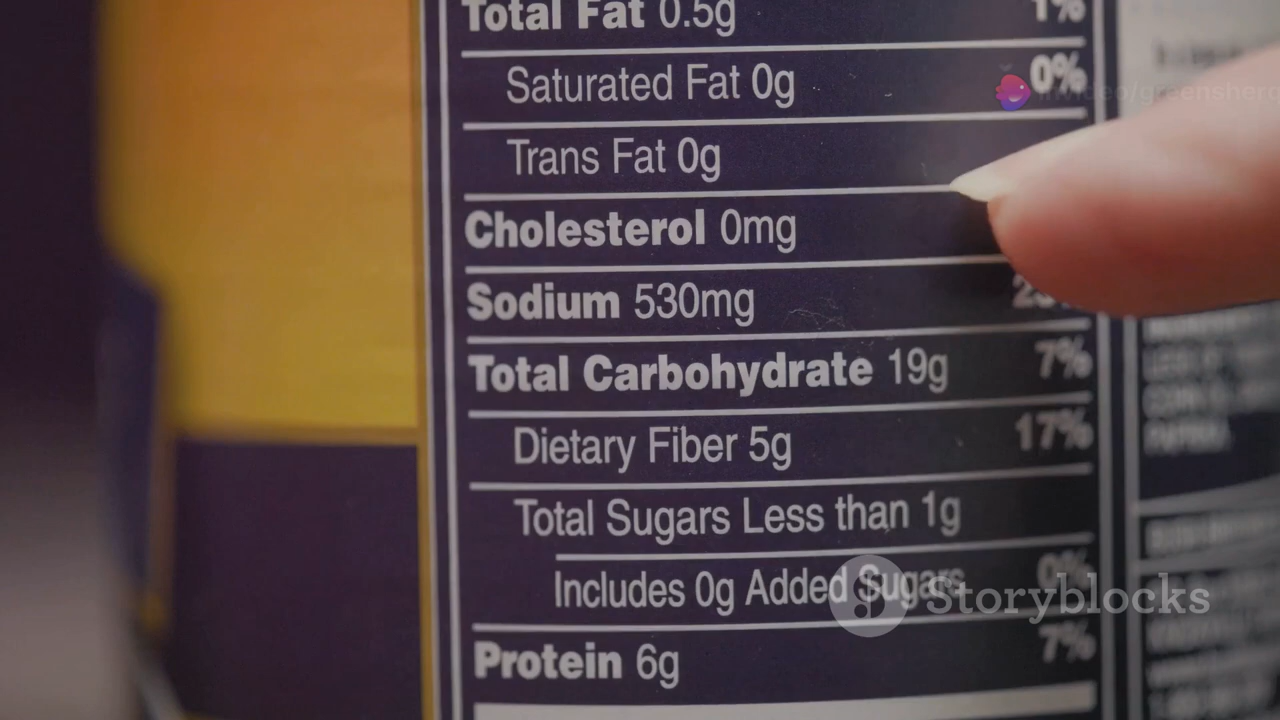 Total Fat 0.5g 1%
Saturated Fat 0g 0%
Trans Fat 0g
Cholesterol 0mg
Sodium 530mg
Total Carbohydrate 19g 7%
Dietary Fiber 5g 17%
Total Sugars Less than 1g
Includes 0g Added Sugars 0%
Storyblocks
Protein 6g 7%